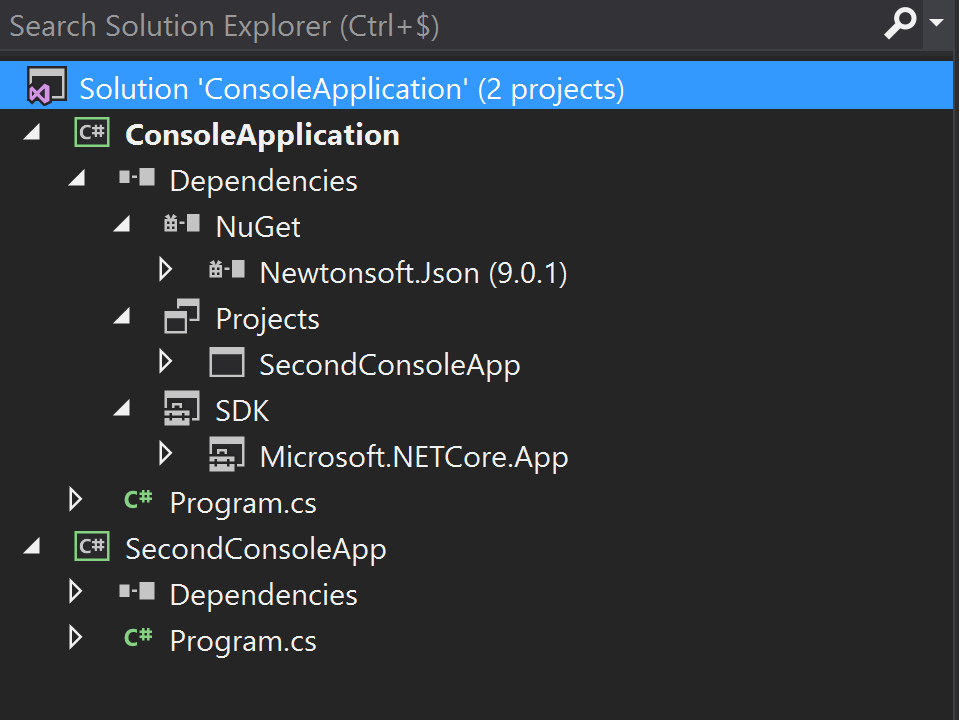 Search Solution Explorer (Ctrl+$)
Solution 'ConsoleApplication' (2 projects)
C# ConsoleApplication
Dependencies
NuGet
Newtonsoft.Json (9.0.1)
Projects
SecondConsoleApp
SDK
Microsoft.NETCore.App
C# Program.cs
C# SecondConsoleApp
Dependencies
C# Program.cs